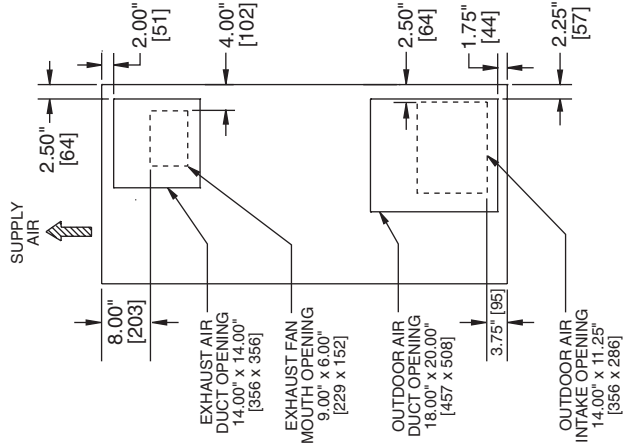 SUPPLY
AIR
2.50"
[64]
2.00"
[51]
8.00"
[203]
4.00"
[102]
EXHAUST AIR
DUCT OPENING
14.00" x 14.00"
[356 x 356]
EXHAUST FAN
MOUTH OPENING
9.00" x 6.00"
[229 x 152]
2.50"
[64]
OUTDOOR AIR
DUCT OPENING
18.00" x 20.00"
[457 x 508]
1.75"
[44]
3.75" [95]
2.25"
[57]
OUTDOOR AIR
INTAKE OPENING
14.00" x 11.25"
[356 x 286]